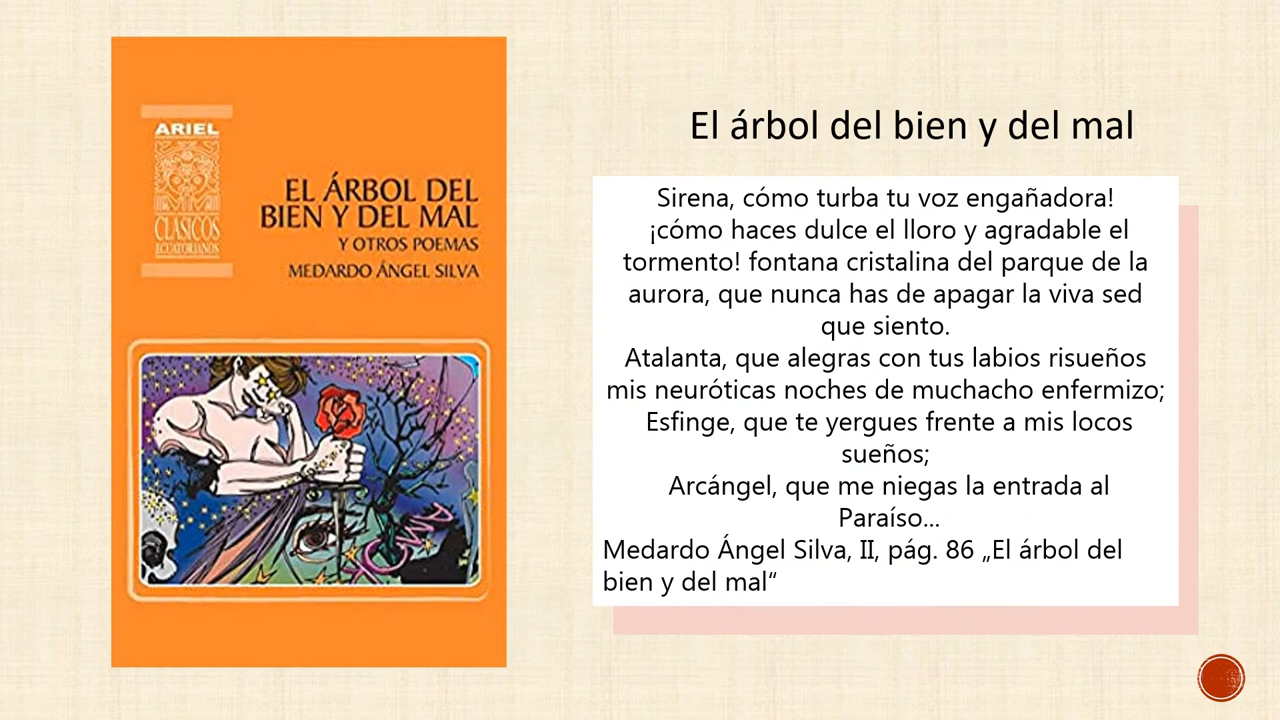 ARIEL
CLÁSICOS
ECUATORIANOS
EL ÁRBOL DEL
BIEN Y DEL MAL
Y OTROS POEMAS
MEDARDO ÁNGEL SILVA
El árbol del bien y del mal
Sirena, cómo turba tu voz engañadora!
¡cómo haces dulce el lloro y agradable el
tormento! fontana cristalina del parque de la
aurora, que nunca has de apagar la viva sed
que siento.
Atalanta, que alegras con tus labios risueños
mis neuróticas noches de muchacho enfermizo;
Esfinge, que te yergues frente a mis locos
sueños;
Arcángel, que me niegas la entrada al
Paraíso...
Medardo Ángel Silva, II, pág. 86 „El árbol del
bien y del mal“